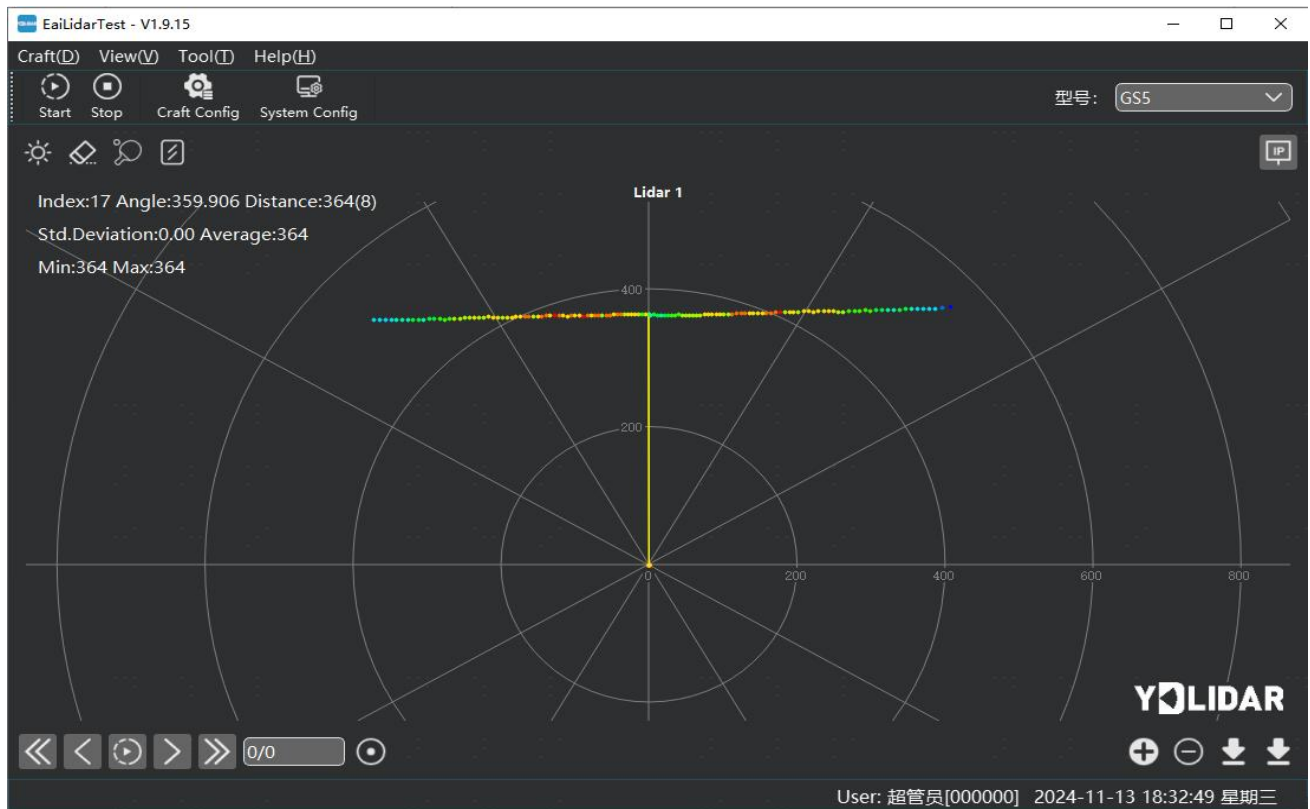 EaiLidarTest - V1.9.15
Craft(D) View(V) Tool(T) Help(H)
Start Stop Craft Config System Config
型号: GS5
IP
Lidar 1
Index:17 Angle:359.906 Distance:364(8)
Std.Deviation:0.00 Average:364
Min:364 Max:364
400
200
0 200 400 600 800
YDLIDAR
0/0
User: 超管员[000000] 2024-11-13 18:32:49 星期三